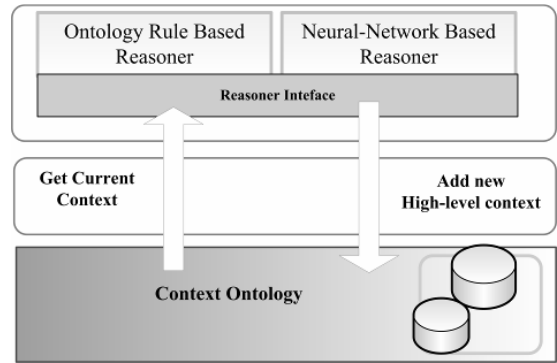 Ontology Rule Based
Reasoner
Neural-Network Based
Reasoner
Reasoner Inteface
Get Current
Context
Add new
High-level context
Context Ontology